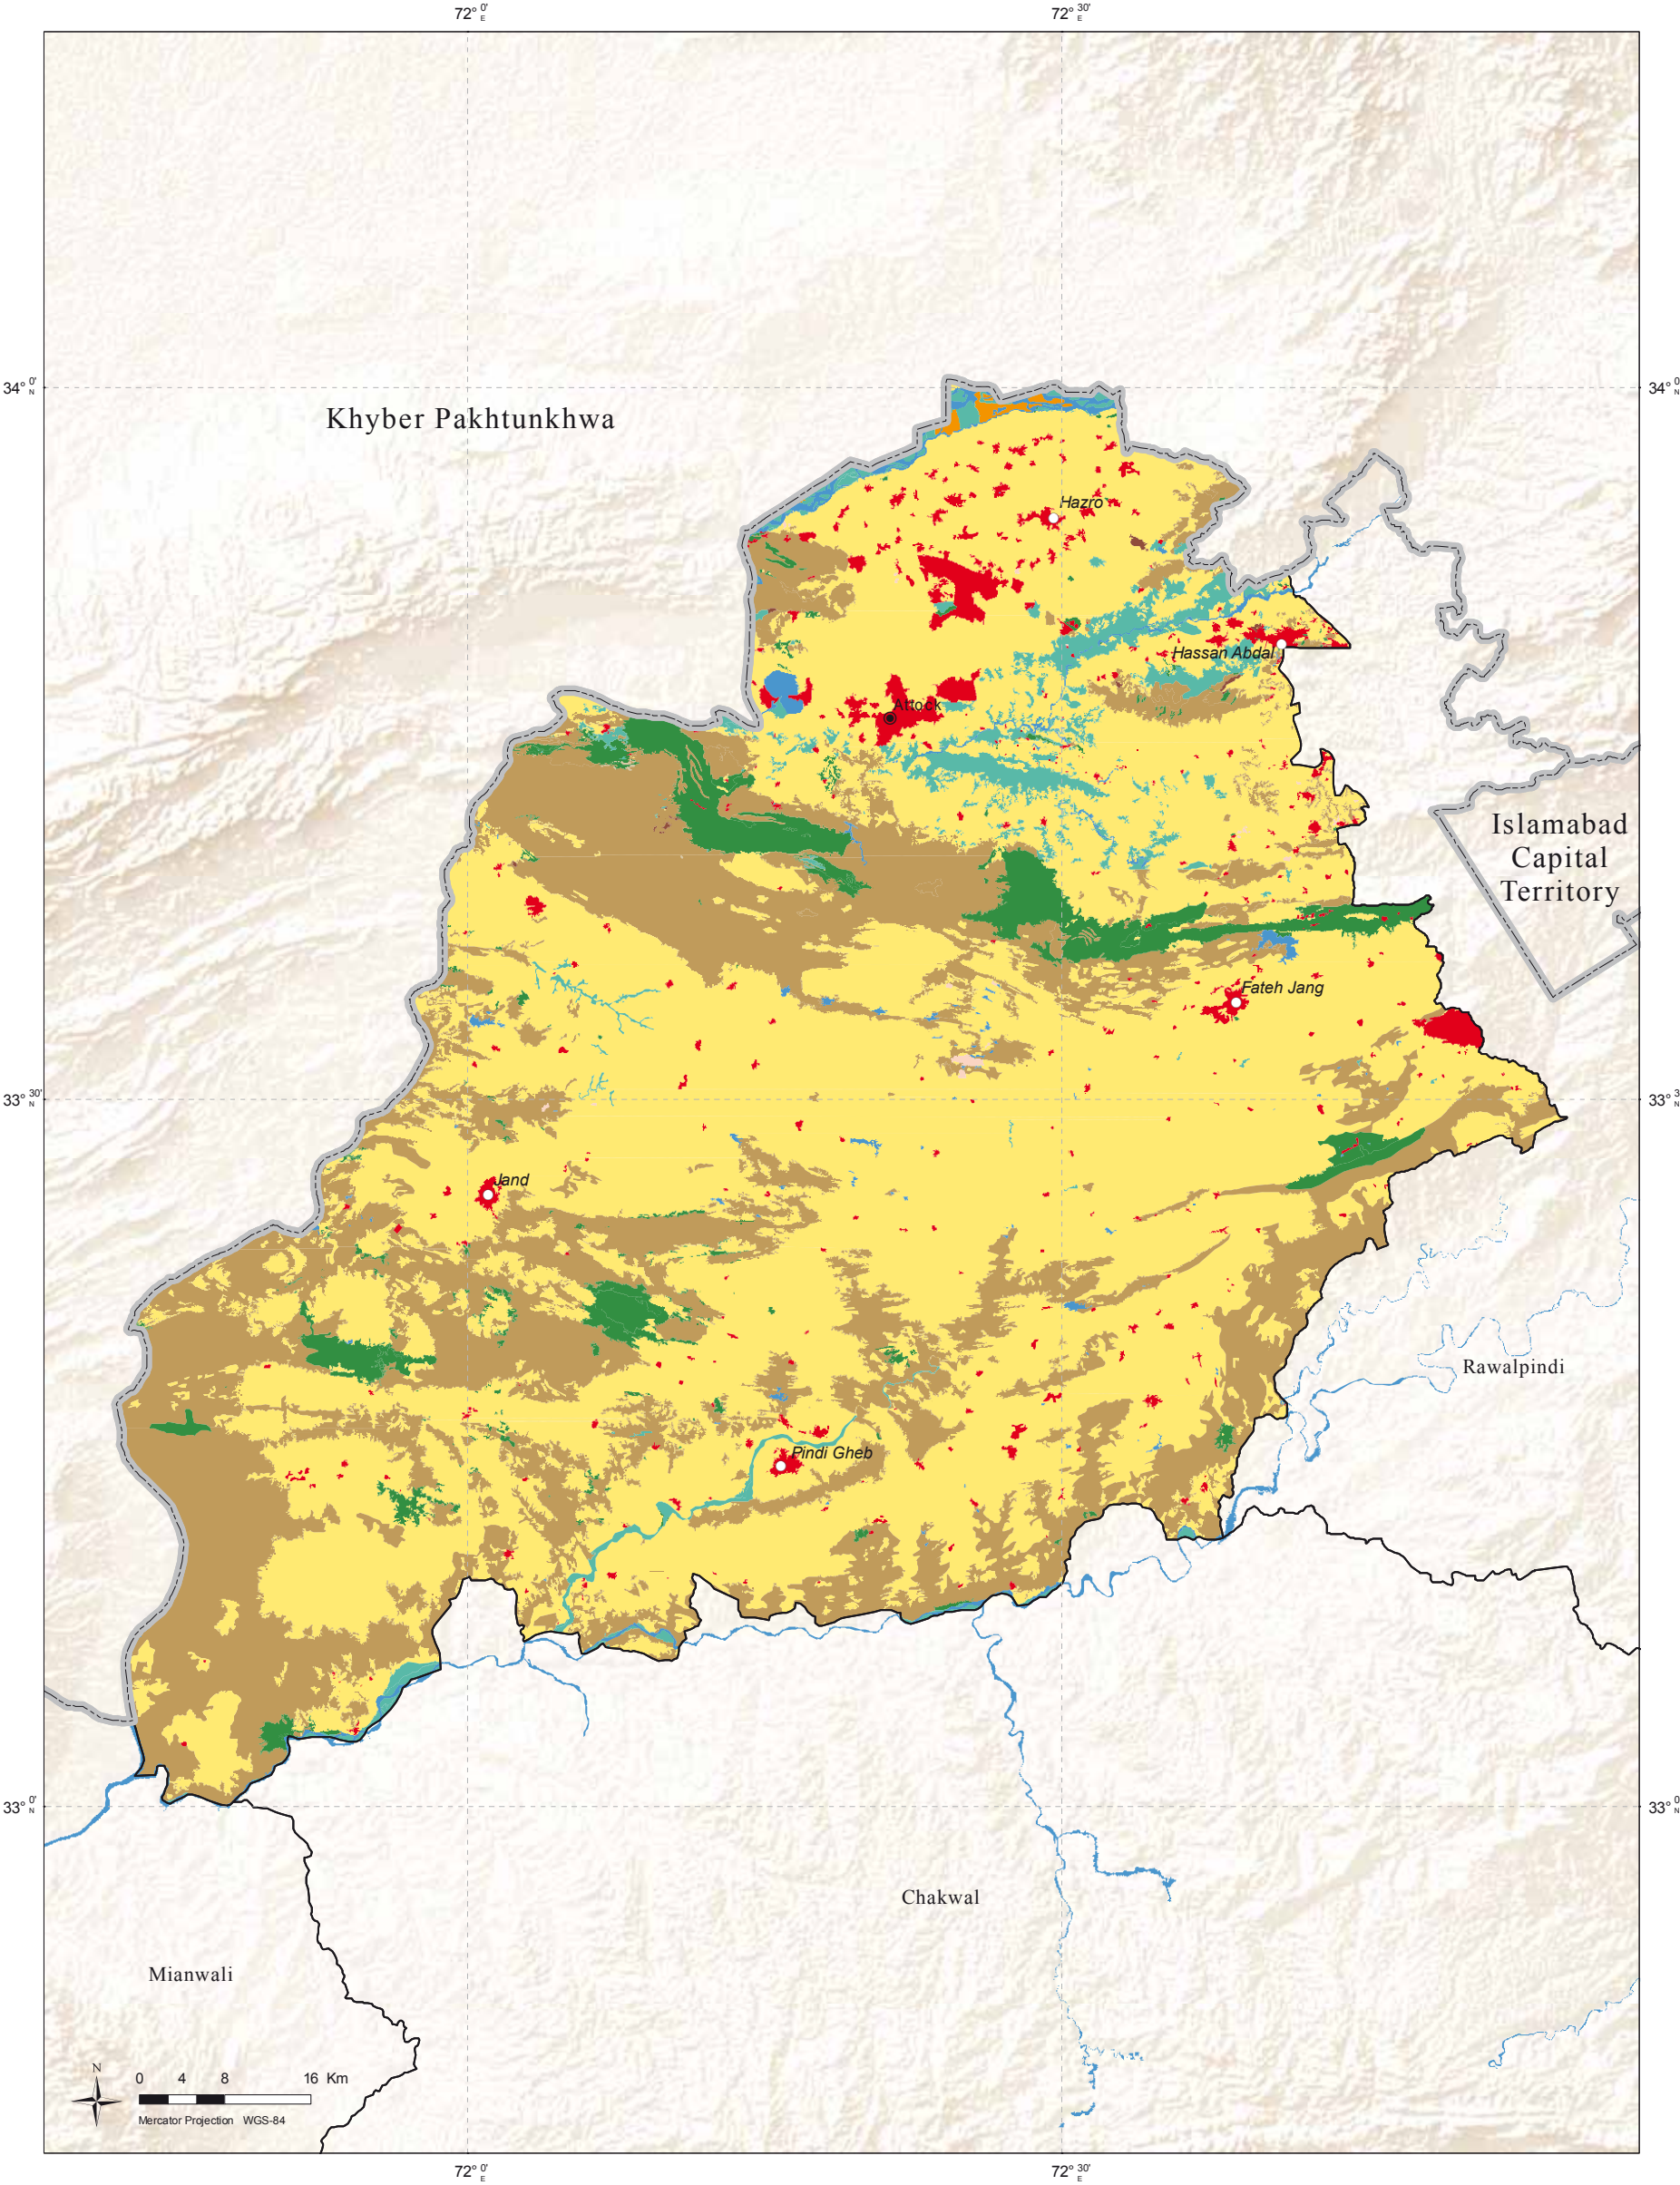 72° 0' E
72° 30' E
34° 0' N
34° 0' N
Khyber Pakhtunkhwa
Hazro
Hassan Abdal
Attock
Islamabad
Capital
Territory
Fateh Jang
33° 30' N
33° 3 N
Jand
Rawalpindi
Pindi Gheb
33° 0' N
33° 0 N
Chakwal
Mianwali
N
0 4 8 16 Km
Mercator Projection WGS-84
72° 0' E
72° 30' E